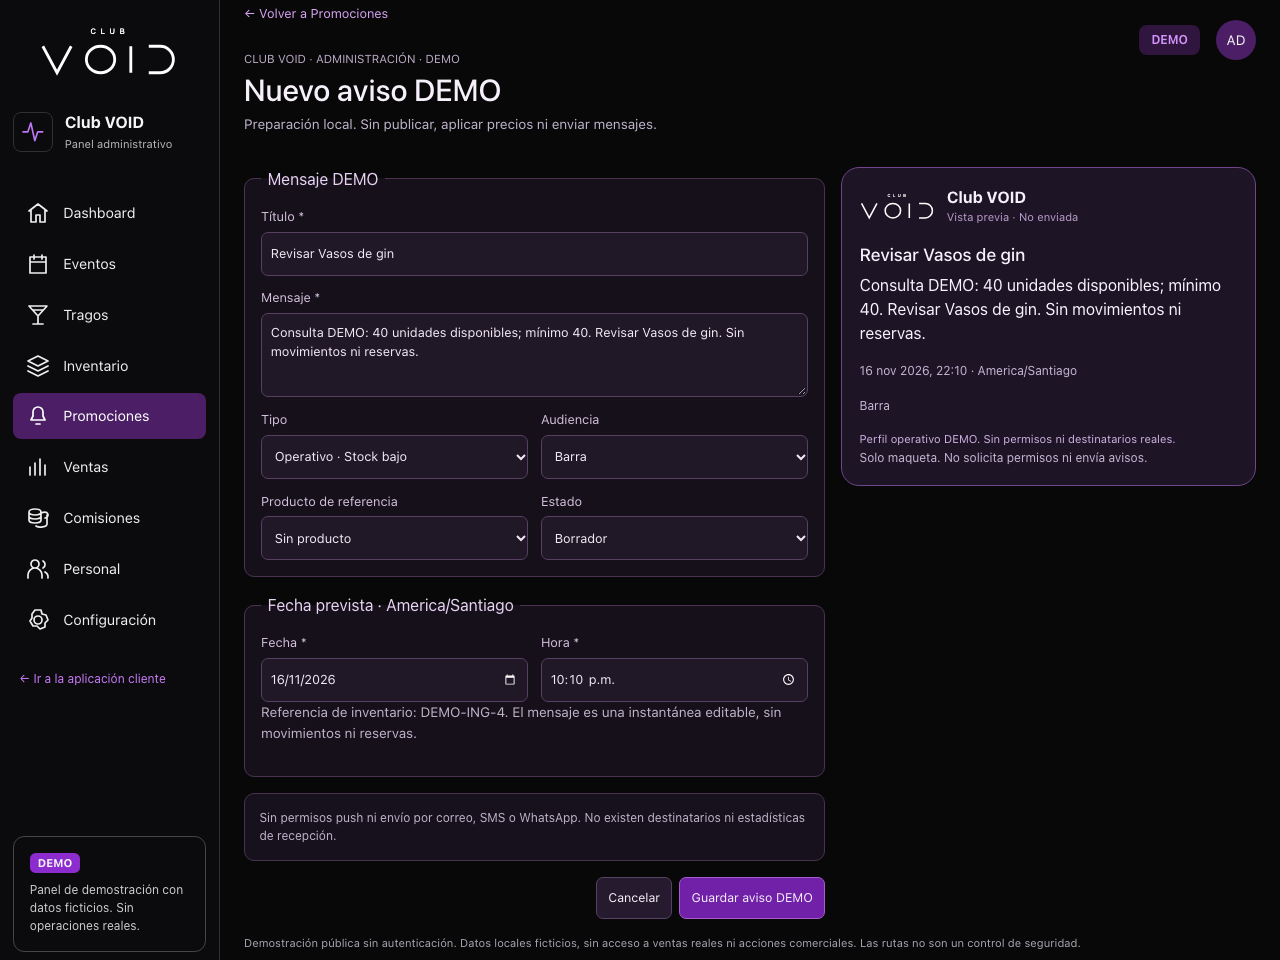 CLUB
VOID
Club VOID
Panel administrativo
Dashboard
Eventos
Tragos
Inventario
Promociones
Ventas
Comisiones
Personal
Configuración
← Ir a la aplicación cliente
DEMO
Panel de demostración con
datos ficticios. Sin
operaciones reales.
← Volver a Promociones
DEMO
AD
CLUB VOID · ADMINISTRACIÓN · DEMO
Nuevo aviso DEMO
Preparación local. Sin publicar, aplicar precios ni enviar mensajes.
Mensaje DEMO
Título *
Revisar Vasos de gin
Mensaje *
Consulta DEMO: 40 unidades disponibles; mínimo 40. Revisar Vasos de gin. Sin
movimientos ni reservas.
Tipo
Audiencia
Operativo · Stock bajo
Barra
Producto de referencia
Estado
Sin producto
Borrador
Fecha prevista · America/Santiago
Fecha *
Hora *
16/11/2026
10:10 p.m.
Referencia de inventario: DEMO-ING-4. El mensaje es una instantánea editable, sin
movimientos ni reservas.
Sin permisos push ni envío por correo, SMS o WhatsApp. No existen destinatarios ni estadísticas
de recepción.
Cancelar
Guardar aviso DEMO
CLUB
VOID
Club VOID
Vista previa · No enviada
Revisar Vasos de gin
Consulta DEMO: 40 unidades disponibles; mínimo
40. Revisar Vasos de gin. Sin movimientos ni
reservas.
16 nov 2026, 22:10 · America/Santiago
Barra
Perfil operativo DEMO. Sin permisos ni destinatarios reales.
Solo maqueta. No solicita permisos ni envía avisos.
Demostración pública sin autenticación. Datos locales ficticios, sin acceso a ventas reales ni acciones comerciales. Las rutas no son un control de seguridad.